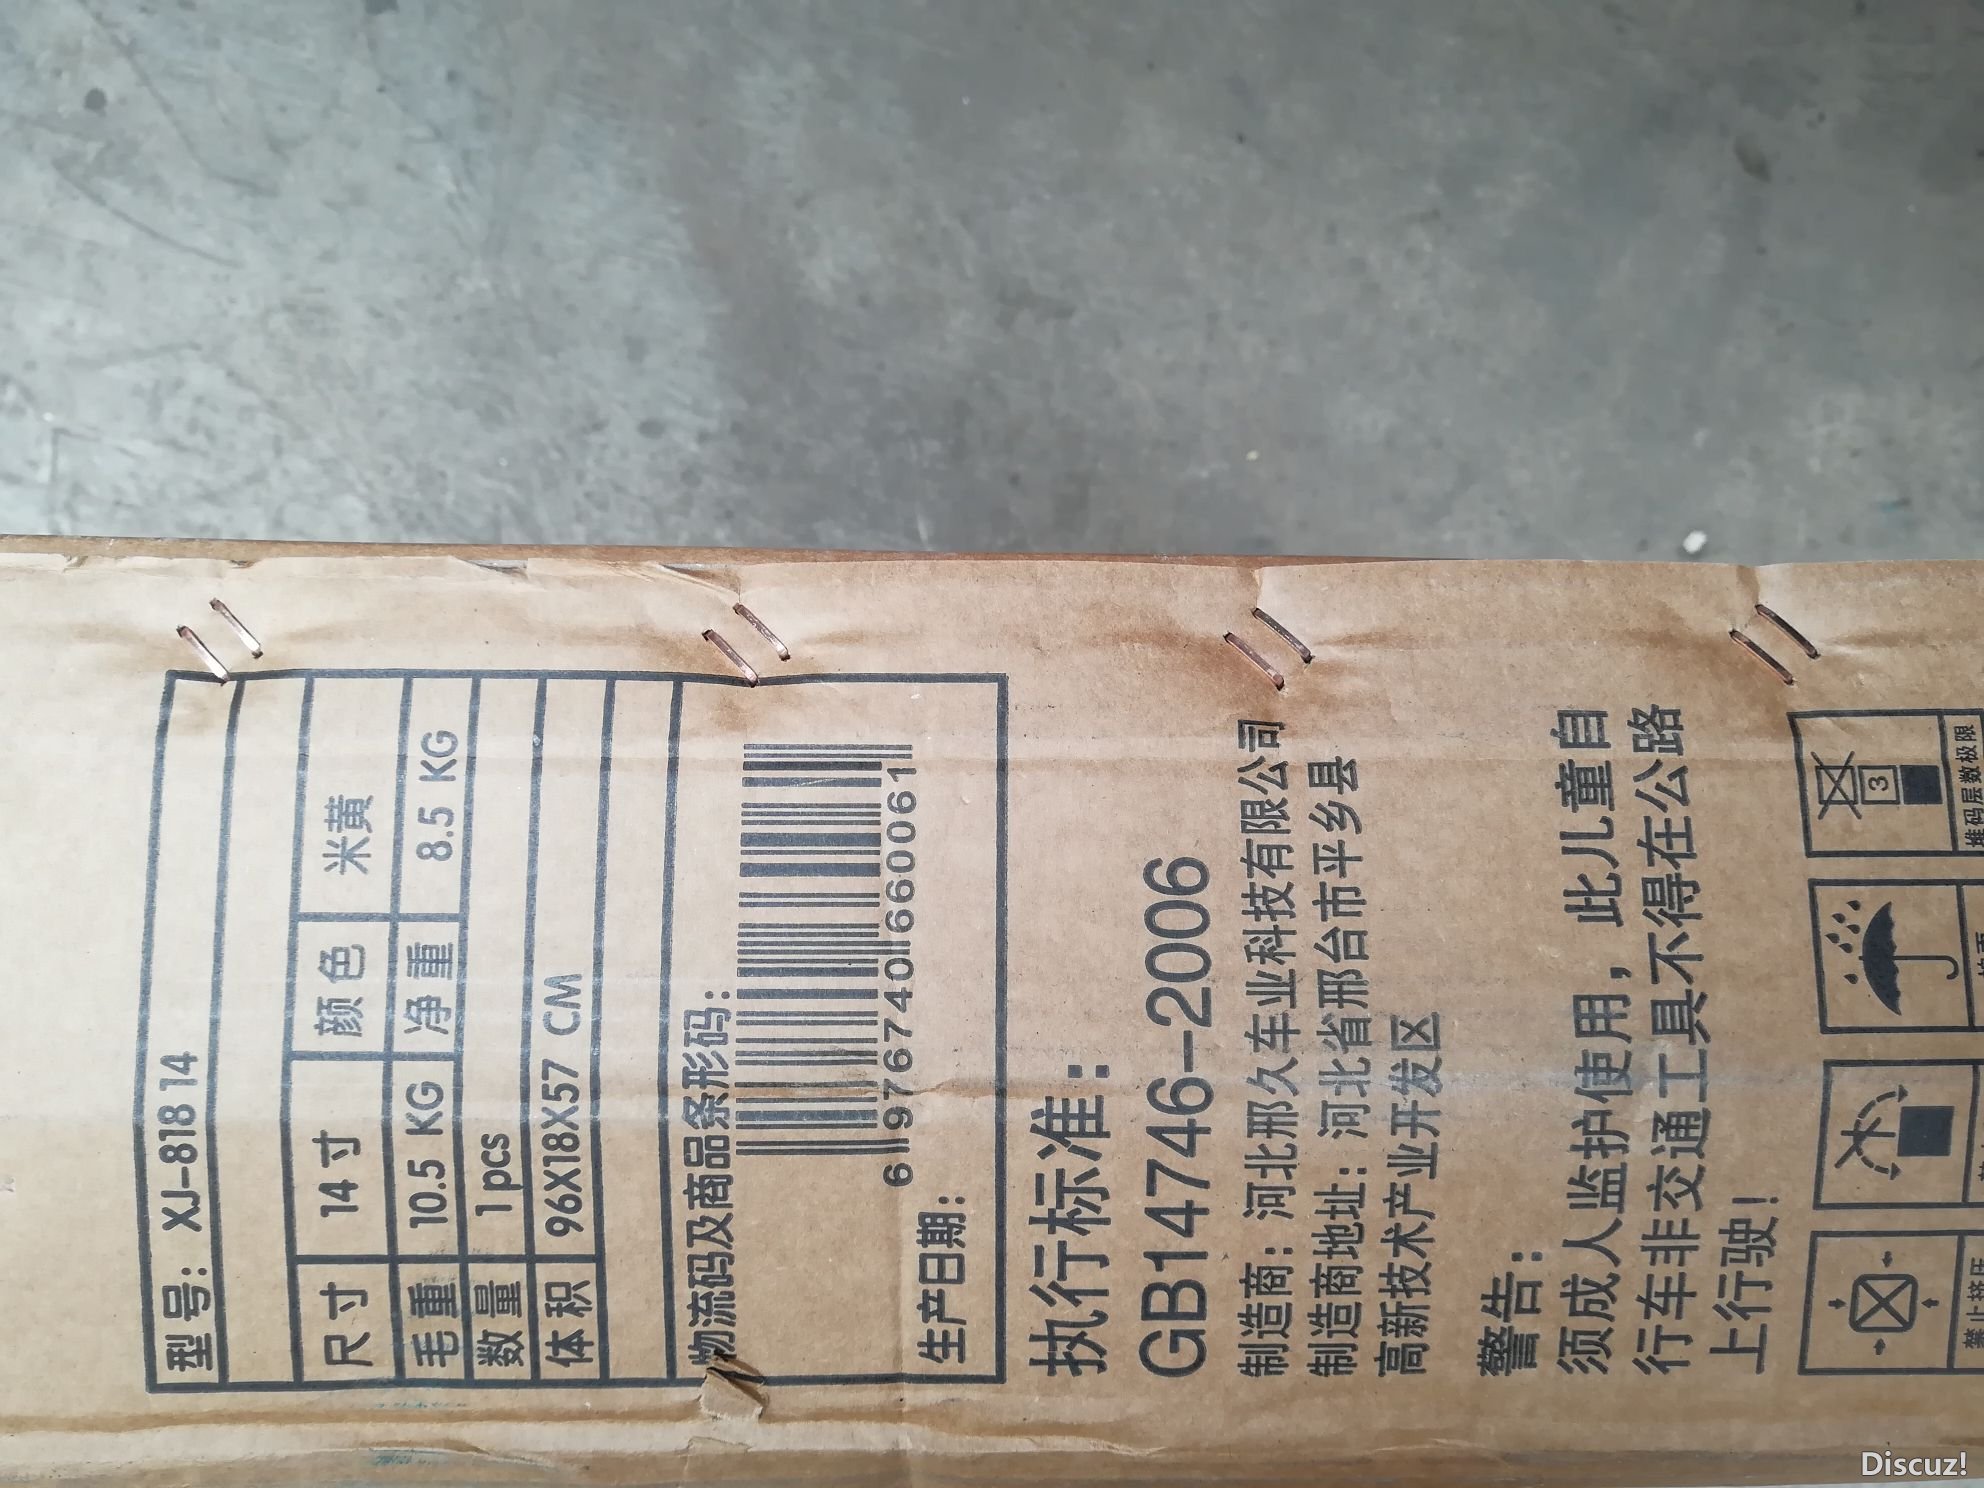 型号: XJ-818 14
尺寸 14 寸 颜色 米黄
毛重 10.5 KG 净重 8.5 KG
数量 1 pcs
体积 96X18X57 CM
物流码及商品条形码:
6 976740 660061
生产日期:
执行标准:
GB14746-2006
制造商: 河北邢久车业科技有限公司
制造商地址: 河北省邢台市平乡县
高新技术产业开发区
警告:
须成人监护使用, 此儿童自
行车非交通工具不得在公路
上行驶!
3
堆码层数极限
Discuz!